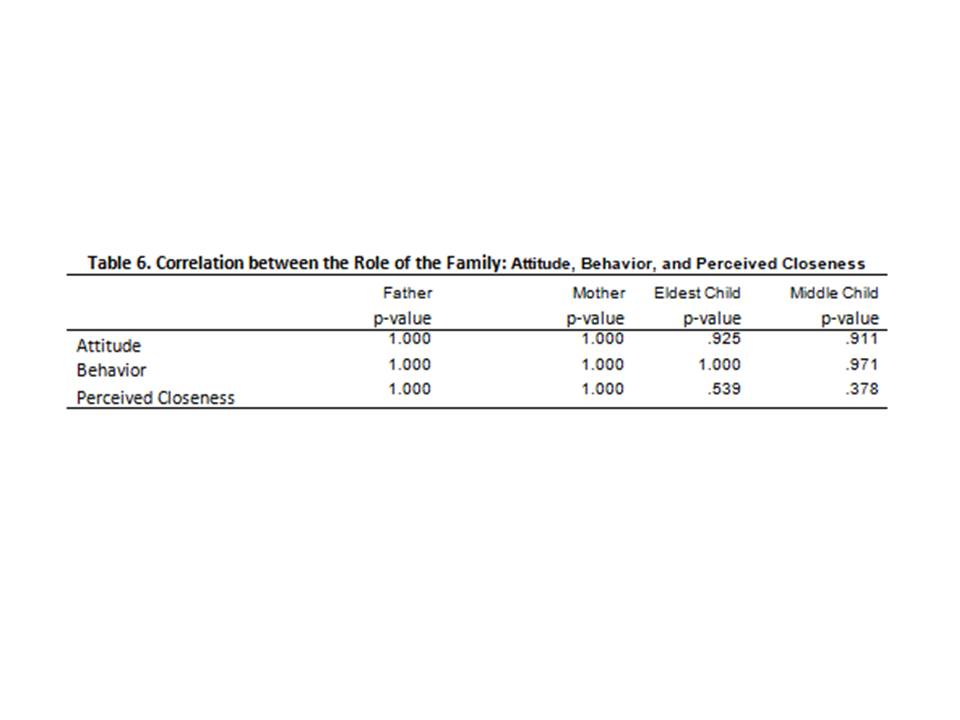 Table 6. Correlation between the Role of the Family: Attitude, Behavior, and Perceived Closeness
Father Mother Eldest Child Middle Child
p-value p-value p-value p-value
Attitude 1.000 1.000 .925 .911
Behavior 1.000 1.000 1.000 .971
Perceived Closeness 1.000 1.000 .539 .378